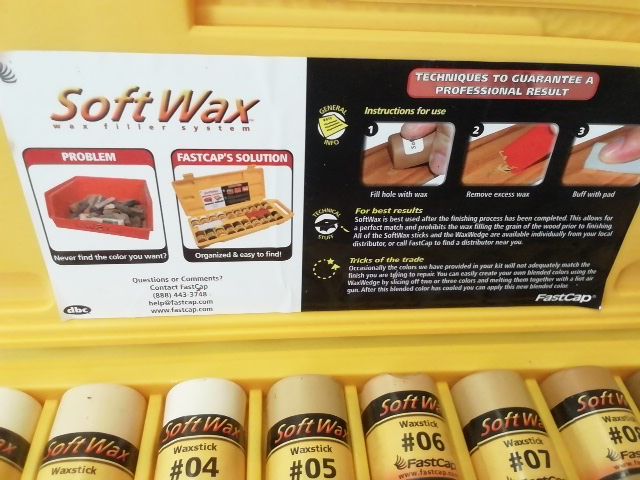 SoftWax
wax filler system
PROBLEM
Never find the color you want?
FASTCAP'S SOLUTION
Organized & easy to find!
Questions or Comments?
Contact FastCap
(888) 443-3748
help@fastcap.com
www.fastcap.com
dbc
TECHNIQUES TO GUARANTEE A
PROFESSIONAL RESULT
GENERAL
INFO
Instructions for use
1
2
3
Fill hole with wax
Remove excess wax
Buff with pad
TECHNICAL
STUFF
For best results
SoftWax is best used after the finishing process has been completed. This allows for
a perfect match and prohibits the wax filling the grain of the wood prior to finishing
All of the SoftWax sticks and the WaxWedge are available individually from your local
distributor, or call FastCap to find a distributor near you.
Tricks of the trade
Occasionally the colors we have provided in your kit will not adequately match the
finish you are trying to repair. You can easily create your own blended colors using the
WaxWedge by slicing off two or three colors and melting them together with a hot air
gun. After this blended color has cooled you can apply this new blended color.
FastCap
Wax
Soft Wax
Waxstick
Soft Wax
Waxstick
#04
Soft Wax
Waxstick
#05
Soft Wax
Waxstick
#06
FastCap
Soft Wax
Waxstick
#07
FastCap
Soft Wax
Waxstick
FastCap